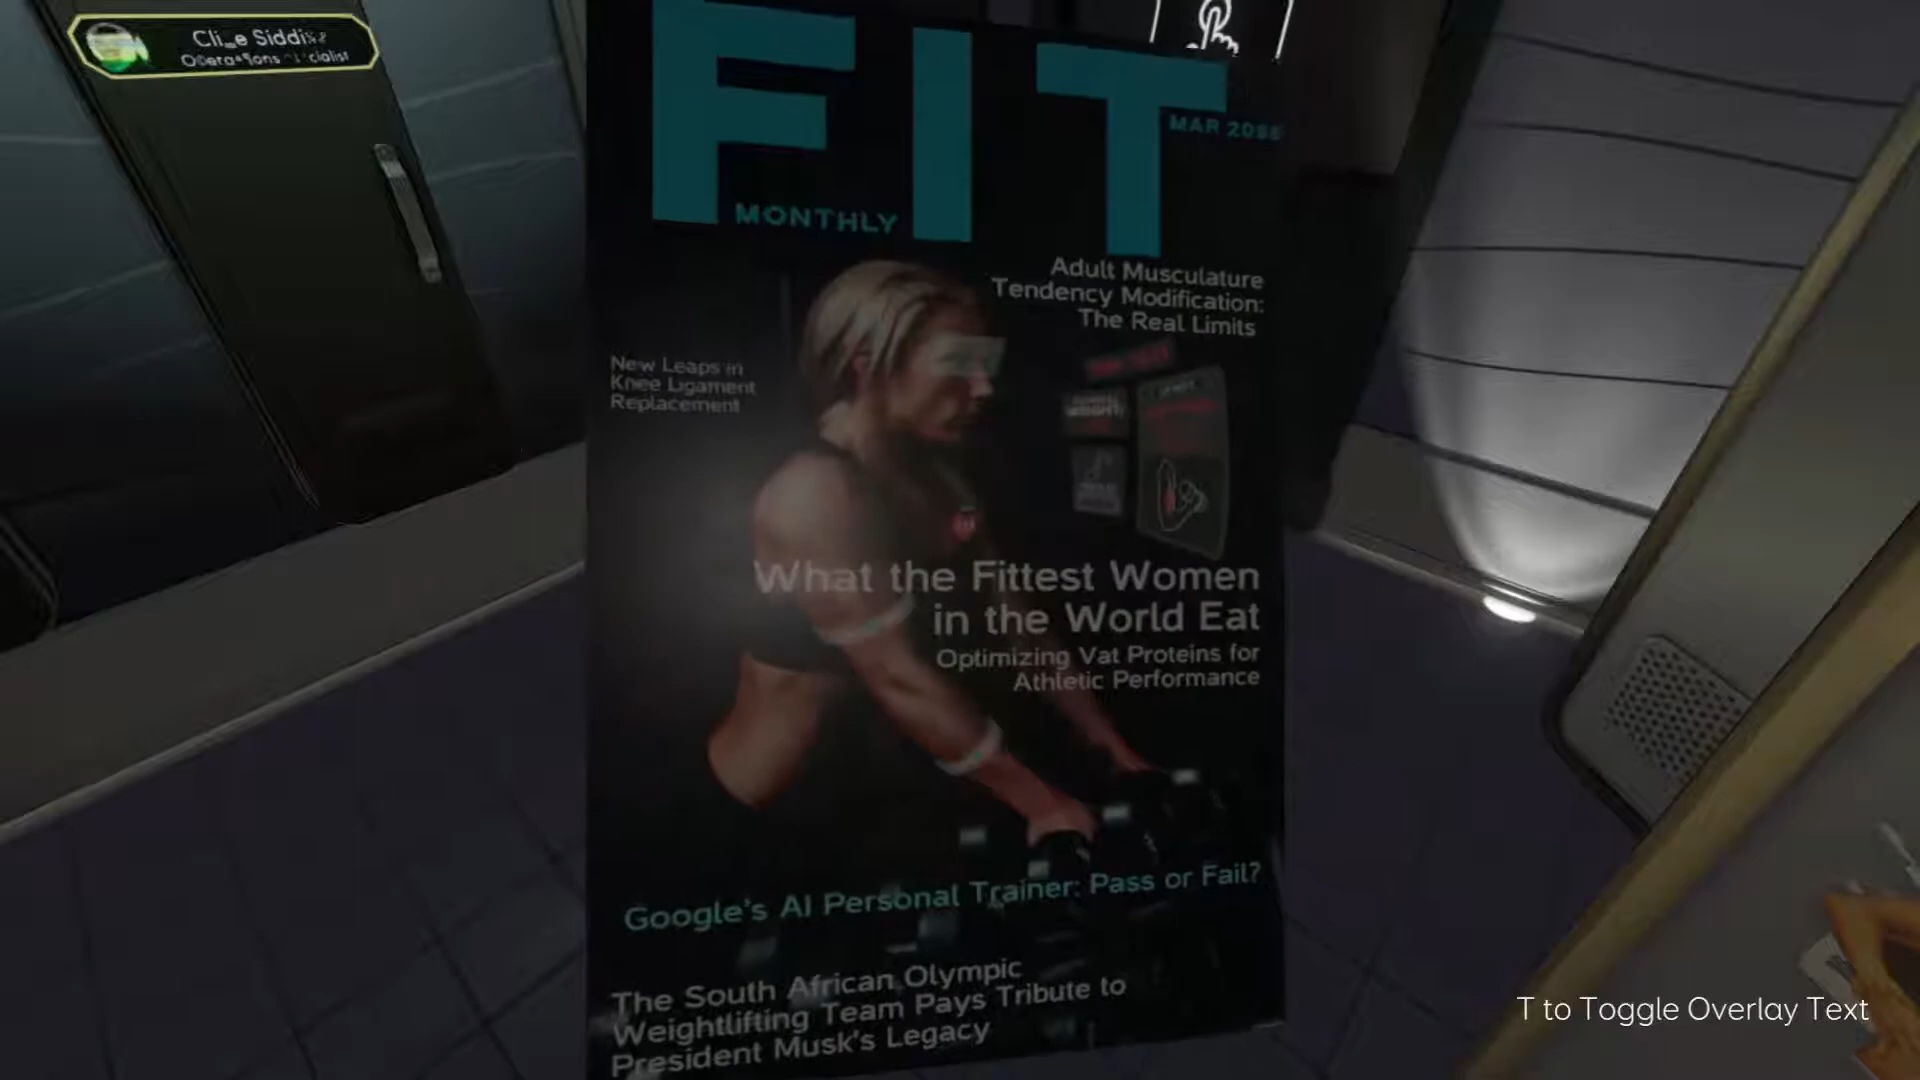 FIT
MONTHLY
MAR 2088
Adult Musculature
Tendency Modification:
The Real Limits
New Leaps in
Knee Ligament
Replacement
What the Fittest Women
in the World Eat
Optimizing Vat Proteins for
Athletic Performance
Google's AI Personal Trainer: Pass or Fail?
The South African Olympic
Weightlifting Team Pays Tribute to
President Musk's Legacy
T to Toggle Overlay Text